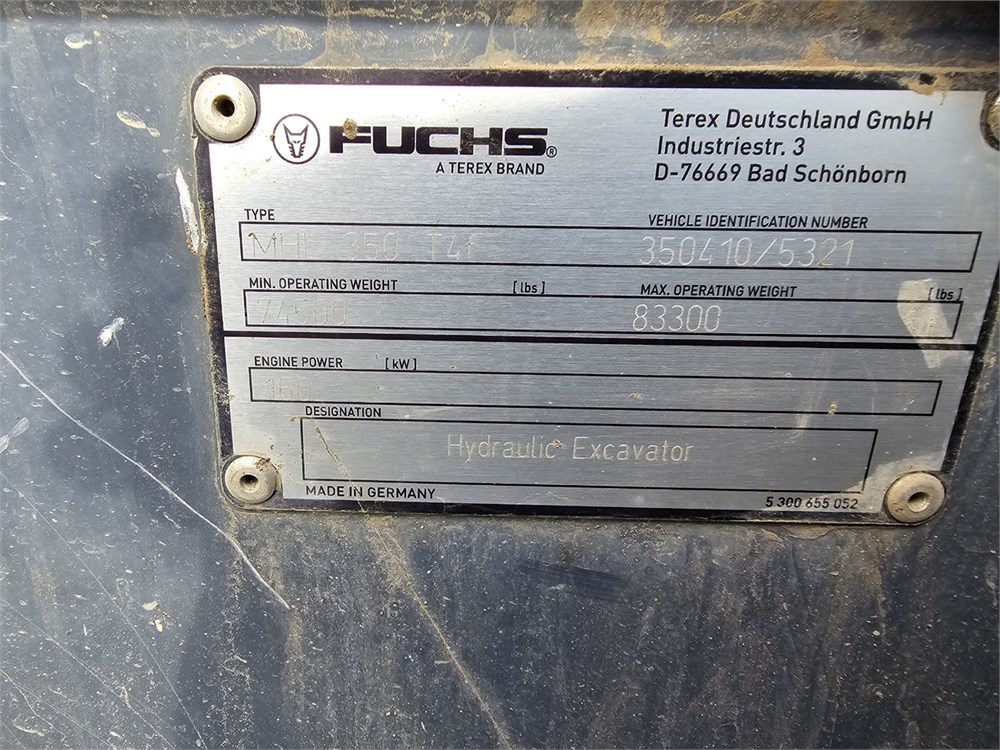 FUCHS®
A TEREX BRAND
Terex Deutschland GmbH
Industriestr. 3
D-76669 Bad Schönborn
TYPE
VEHICLE IDENTIFICATION NUMBER
MHL 350 T4f
350410/5321
MIN. OPERATING WEIGHT [lbs]
MAX. OPERATING WEIGHT [lbs]
83300
ENGINE POWER [kW]
DESIGNATION
Hydraulic Excavator
MADE IN GERMANY
5 300 655 052